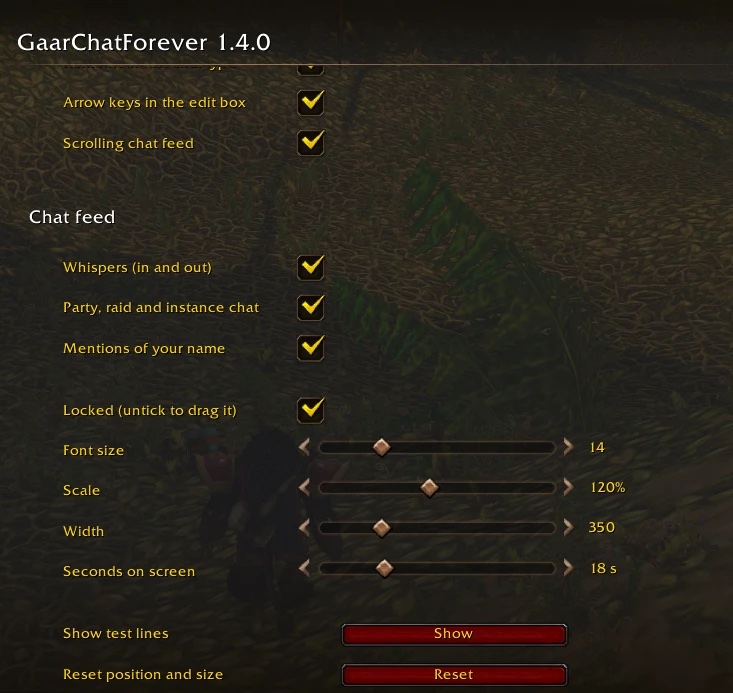 GaarChatForever 1.4.0
Arrow keys in the edit box
Scrolling chat feed
Chat feed
Whispers (in and out)
Party, raid and instance chat
Mentions of your name
Locked (untick to drag it)
Font size 14
Scale 120%
Width 350
Seconds on screen 18 s
Show test lines Show
Reset position and size Reset